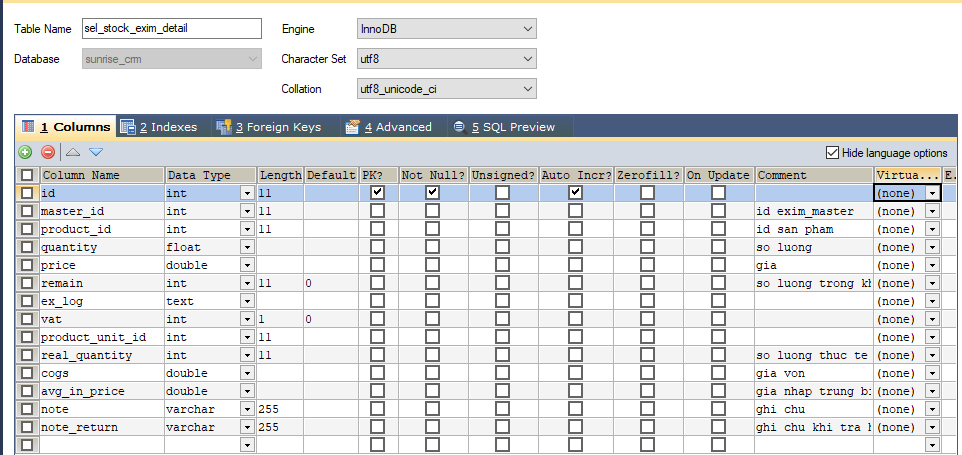 Table Name sel_stock_exim_detail Engine InnoDB
Database sunrise_crm Character Set utf8
Collation utf8_unicode_ci
1 Columns 2 Indexes 3 Foreign Keys 4 Advanced 5 SQL Preview
Hide language options
Column Name Data Type Length Default PK? Not Null? Unsigned? Auto Incr? Zerofill? On Update Comment Virtua... E.
id int 11 (none)
master_id int 11 id exim_master (none)
product_id int 11 id san pham (none)
quantity float so luong (none)
price double gia (none)
remain int 11 0 so luong trong (none)
ex_log text (none)
vat int 1 0 (none)
product_unit_id int 11 (none)
real_quantity int 11 so luong thuc te (none)
cogs double gia von (none)
avg_in_price double gia nhap trung (none)
note varchar 255 ghi chu (none)
note_return varchar 255 ghi chu khi tra (none)